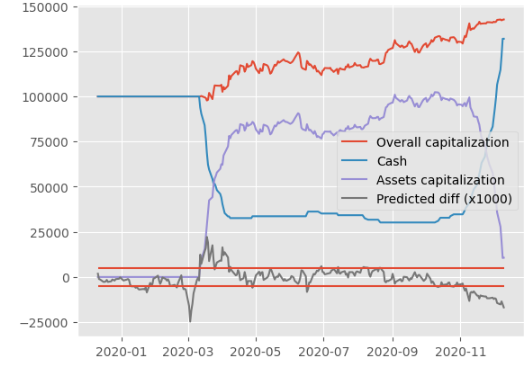 150000
125000
100000
75000
50000
25000
0
−25000
Overall capitalization
Cash
Assets capitalization
Predicted diff (x1000)
2020-01 2020-03 2020-05 2020-07 2020-09 2020-11